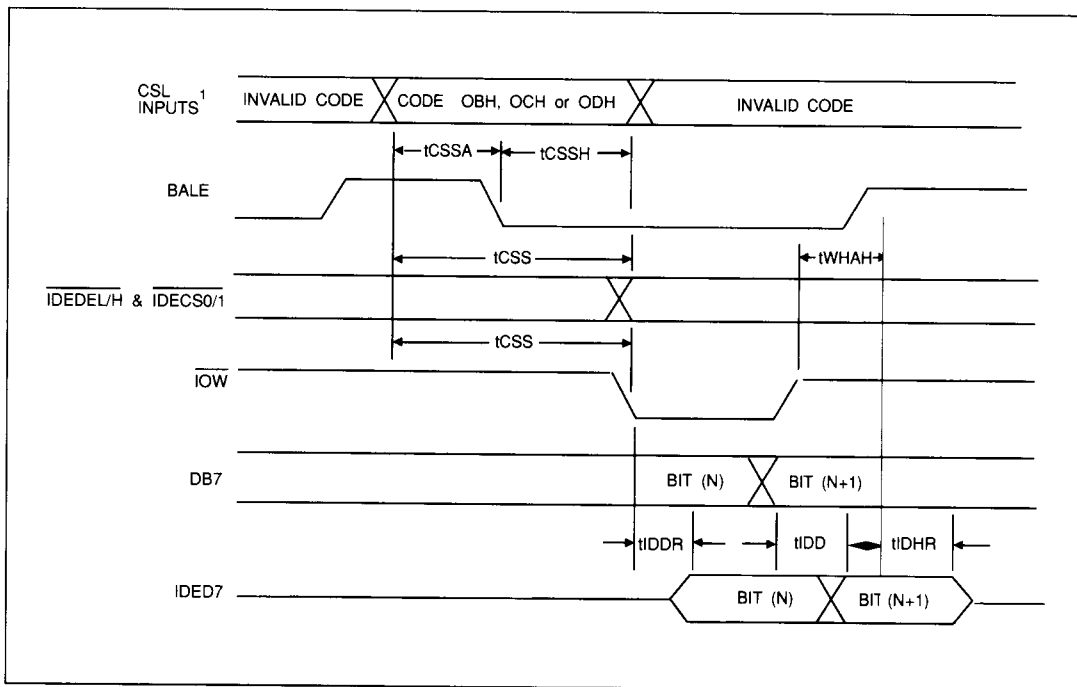 CSL INPUTS 1
INVALID CODE
CODE OBH, OCH or ODH
INVALID CODE
tCSSA
tCSSH
BALE
tCSS
tWHAH
IDEDEL/H & IDECS0/1
tCSS
IOW
DB7
BIT (N)
BIT (N+1)
tIDDR
tIDD
tIDHR
IDED7
BIT (N)
BIT (N+1)